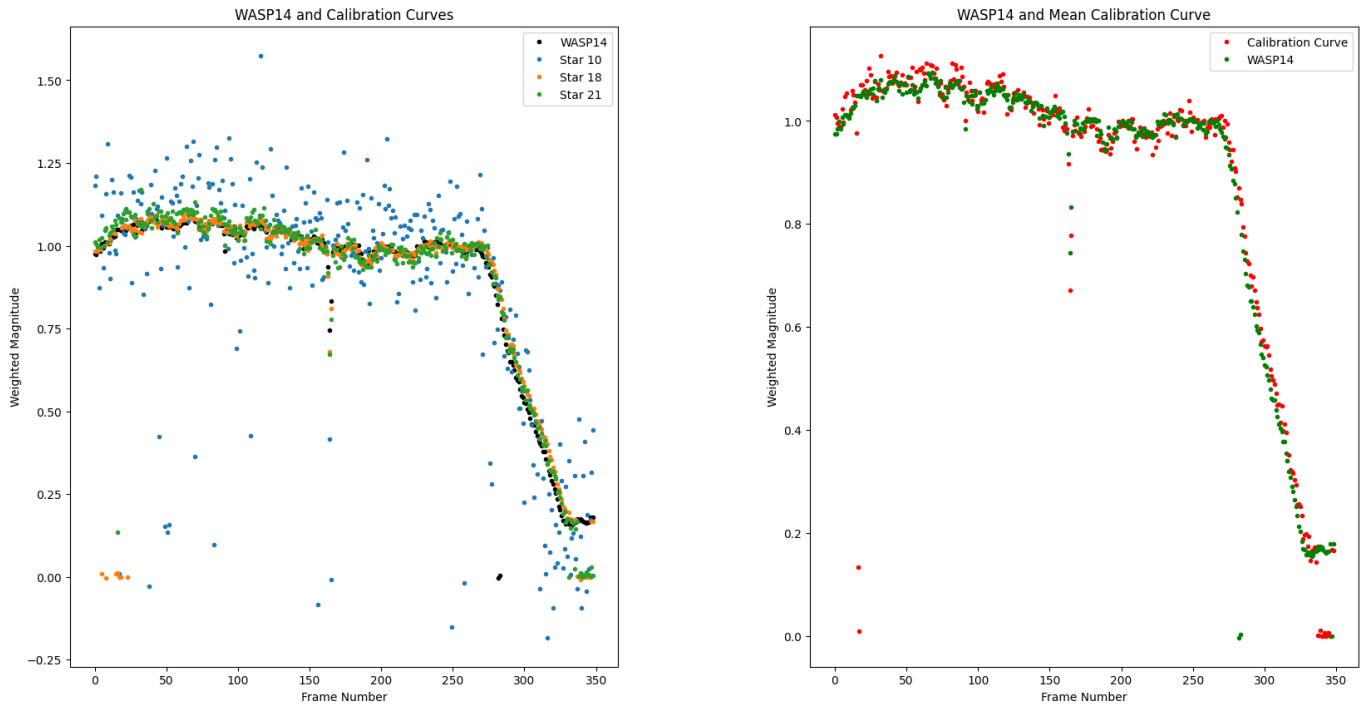 WASP14 and Calibration Curves
WASP14
Star 10
Star 18
Star 21
1.50
1.25
1.00
0.75
0.50
0.25
0.00
−0.25
Weighted Magnitude
0 50 100 150 200 250 300 350
Frame Number
WASP14 and Mean Calibration Curve
Calibration Curve
WASP14
1.0
0.8
0.6
0.4
0.2
0.0
Weighted Magnitude
0 50 100 150 200 250 300 350
Frame Number